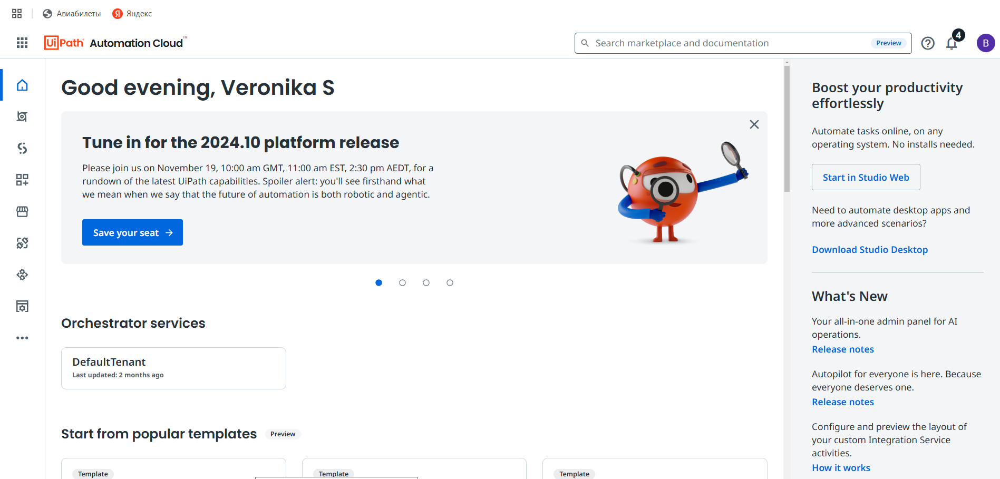 Авиабилеты
Яндекс
UiPath Automation Cloud™
Search marketplace and documentation
Preview
4
B
Good evening, Veronika S
Tune in for the 2024.10 platform release
Please join us on November 19, 10:00 am GMT, 11:00 am EST, 2:30 pm AEDT, for a
rundown of the latest UiPath capabilities. Spoiler alert: you'll see firsthand what
we mean when we say that the future of automation is both robotic and agentic.
Save your seat
Orchestrator services
DefaultTenant
Last updated: 2 months ago
Start from popular templates
Preview
Template
Template
Template
Boost your productivity
effortlessly
Automate tasks online, on any
operating system. No installs needed.
Start in Studio Web
Need to automate desktop apps and
more advanced scenarios?
Download Studio Desktop
What's New
Your all-in-one admin panel for AI
operations.
Release notes
Autopilot for everyone is here. Because
everyone deserves one.
Release notes
Configure and preview the layout of
your custom Integration Service
activities.
How it works